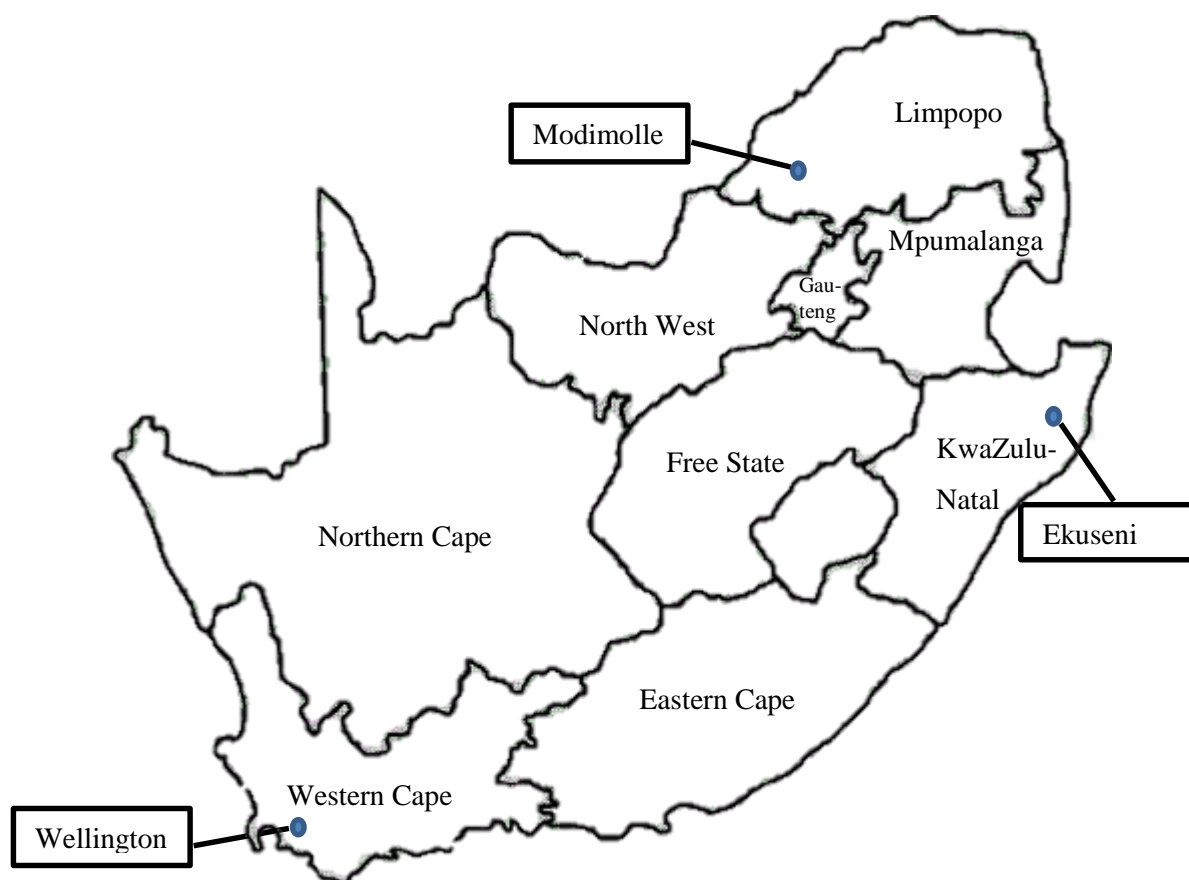 Limpopo
Modimolle
Mpumalanga
Gau-
teng
North West
KwaZulu-
Free State
Natal
Northern Cape
Ekuseni
Eastern Cape
Western Cape
Wellington